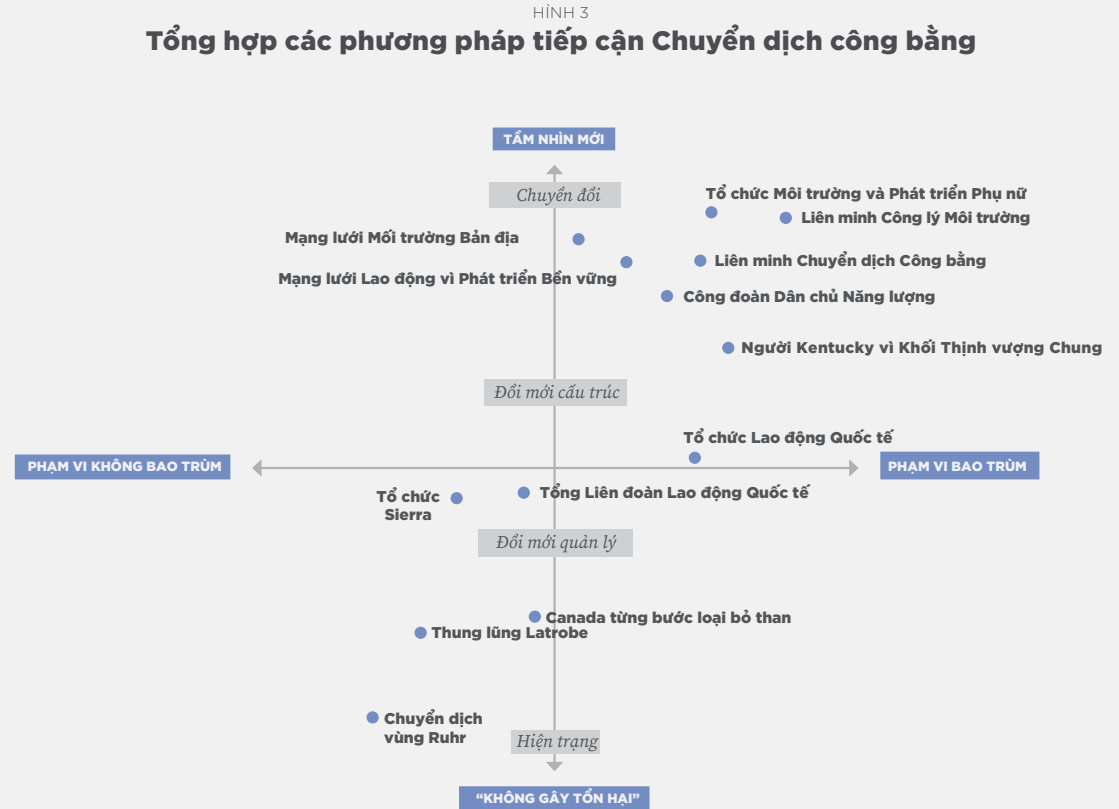 HÌNH 3
Tổng hợp các phương pháp tiếp cận Chuyển dịch công bằng
TẦM NHÌN MỚI
Chuyển đổi
Tổ chức Môi trường và Phát triển Phụ nữ
Liên minh Công lý Môi trường
Mạng lưới Mối trường Bản địa
Liên minh Chuyển dịch Công bằng
Mạng lưới Lao động vì Phát triển Bền vững
Công đoàn Dân chủ Năng lượng
Người Kentucky vì Khối Thịnh vượng Chung
Đổi mới cấu trúc
Tổ chức Lao động Quốc tế
PHẠM VI KHÔNG BAO TRÙM
PHẠM VI BAO TRÙM
Tổ chức
Sierra
Tổng Liên đoàn Lao động Quốc tế
Đổi mới quản lý
Canada từng bước loại bỏ than
Thung lũng Latrobe
Chuyển dịch
vùng Ruhr
Hiện trạng
“KHÔNG GÂY TỔN HẠI”